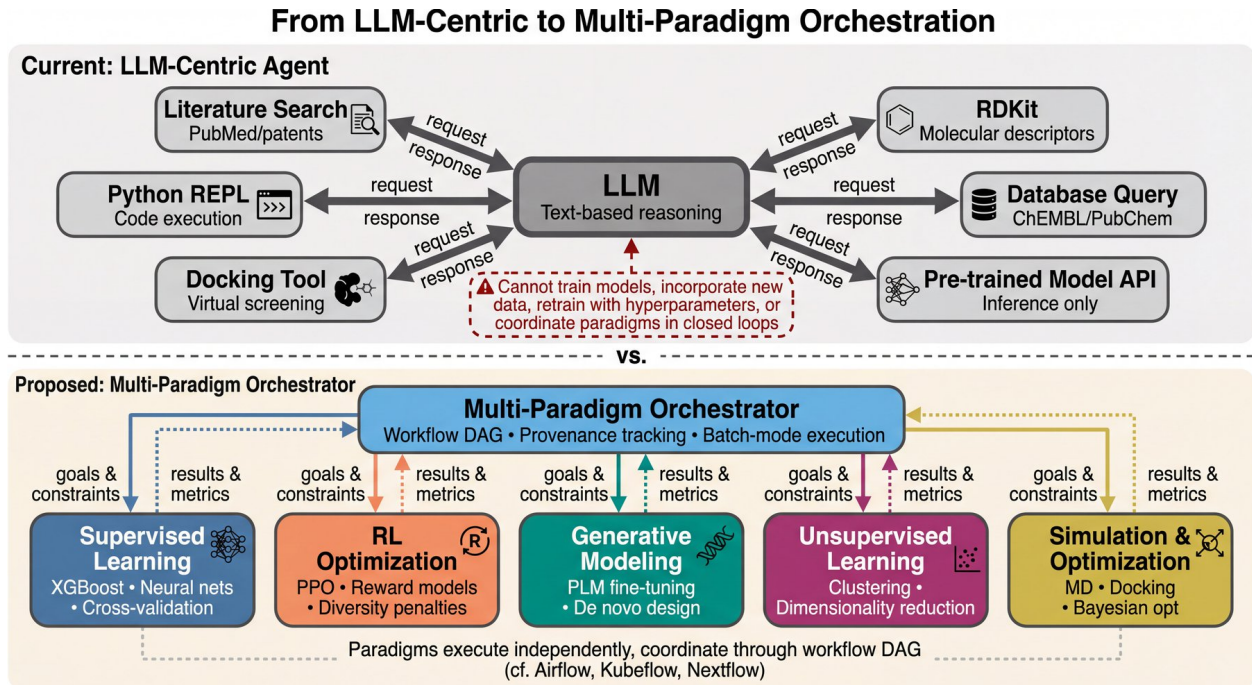 From LLM-Centric to Multi-Paradigm Orchestration
Current: LLM-Centric Agent
Literature Search
PubMed/patents
request
response
Python REPL
Code execution
>>>
request
response
Docking Tool
Virtual screening
request
response
LLM
Text-based reasoning
request
response
RDKit
Molecular descriptors
request
response
Database Query
ChEMBL/PubChem
request
response
Pre-trained Model API
Inference only
Cannot train models, incorporate new
data, retrain with hyperparameters, or
coordinate paradigms in closed loops
vs.
Proposed: Multi-Paradigm Orchestrator
Multi-Paradigm Orchestrator
Workflow DAG • Provenance tracking • Batch-mode execution
goals &
constraints
results &
metrics
goals &
constraints
results &
metrics
goals &
constraints
results &
metrics
goals &
constraints
results &
metrics
goals &
constraints
results &
metrics
Supervised
Learning
XGBoost • Neural nets
• Cross-validation
RL
Optimization
R
PPO • Reward models
• Diversity penalties
Generative
Modeling
PLM fine-tuning
• De novo design
Unsupervised
Learning
Clustering •
Dimensionality reduction
Simulation &
Optimization
MD • Docking
• Bayesian opt
Paradigms execute independently, coordinate through workflow DAG
(cf. Airflow, Kubeflow, Nextflow)